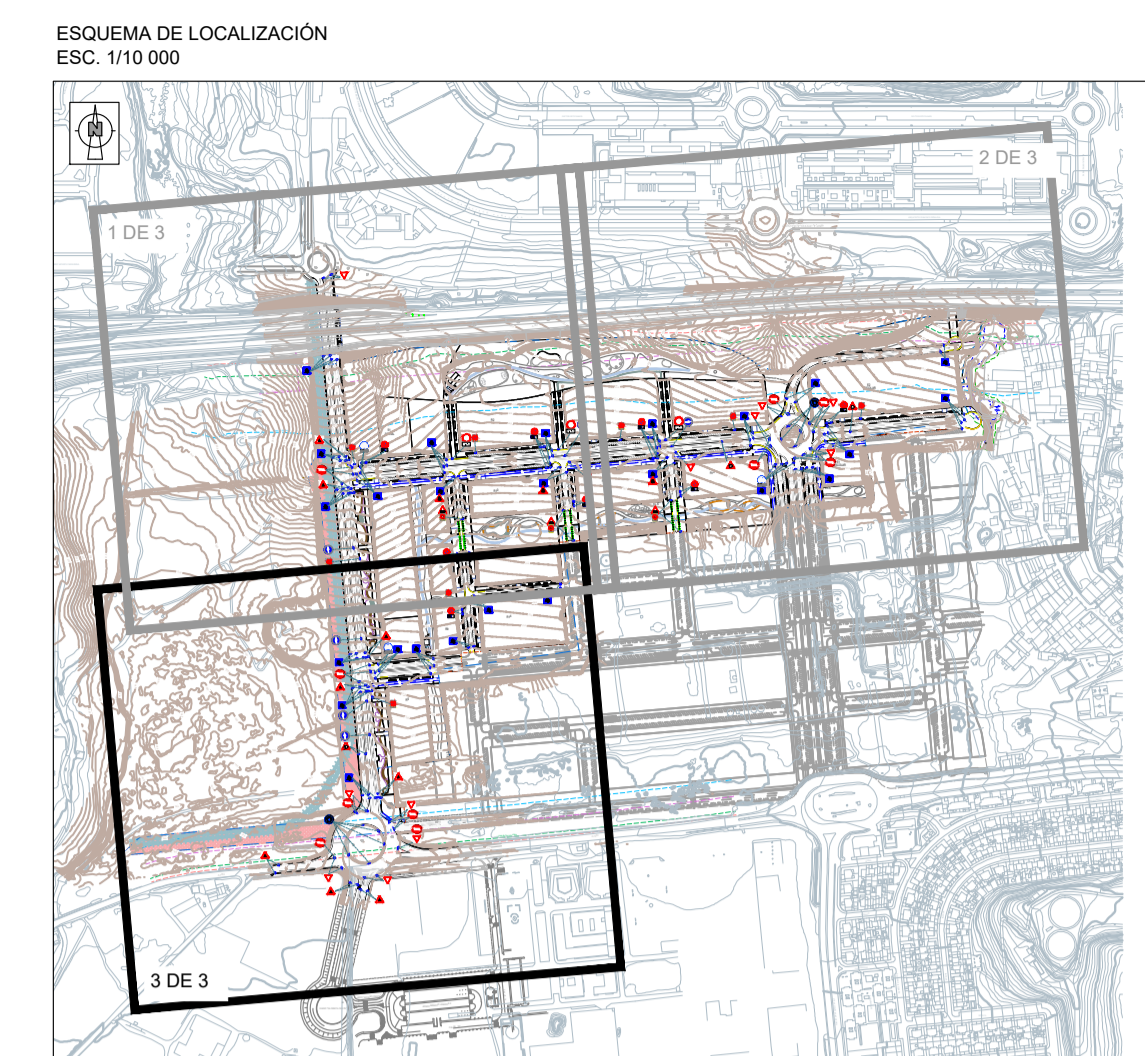 ESQUEMA DE LOCALIZACIÓN
ESC. 1/10 000
N
2 DE 3
1 DE 3
3 DE 3